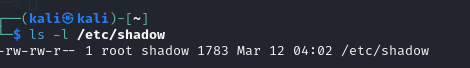 ┌──(kali㉿kali)-[~]
└─$ ls -l /etc/shadow
-rw-rw-r-- 1 root shadow 1783 Mar 12 04:02 /etc/shadow